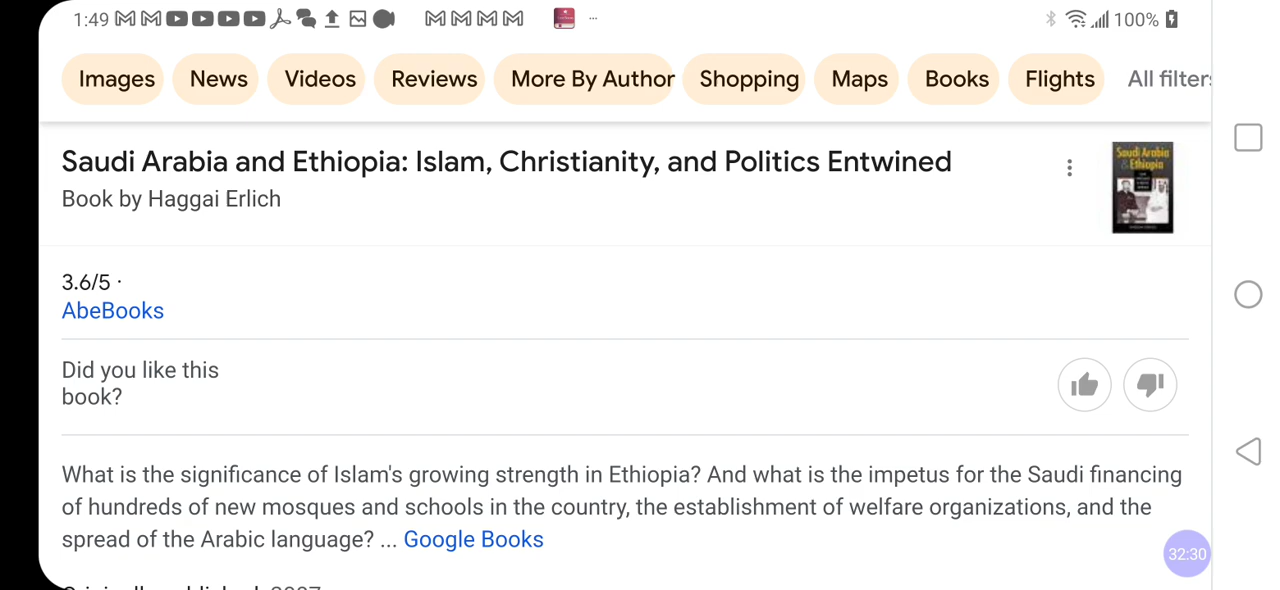 1:49
100%
Images News Videos Reviews More By Author Shopping Maps Books Flights All filters
Saudi Arabia and Ethiopia: Islam, Christianity, and Politics Entwined
Book by Haggai Erlich
Saudi Arabia
& Ethiopia
3.6/5 ·
AbeBooks
Did you like this
book?
What is the significance of Islam's growing strength in Ethiopia? And what is the impetus for the Saudi financing
of hundreds of new mosques and schools in the country, the establishment of welfare organizations, and the
spread of the Arabic language? ... Google Books
32:30
Originally published: 2007